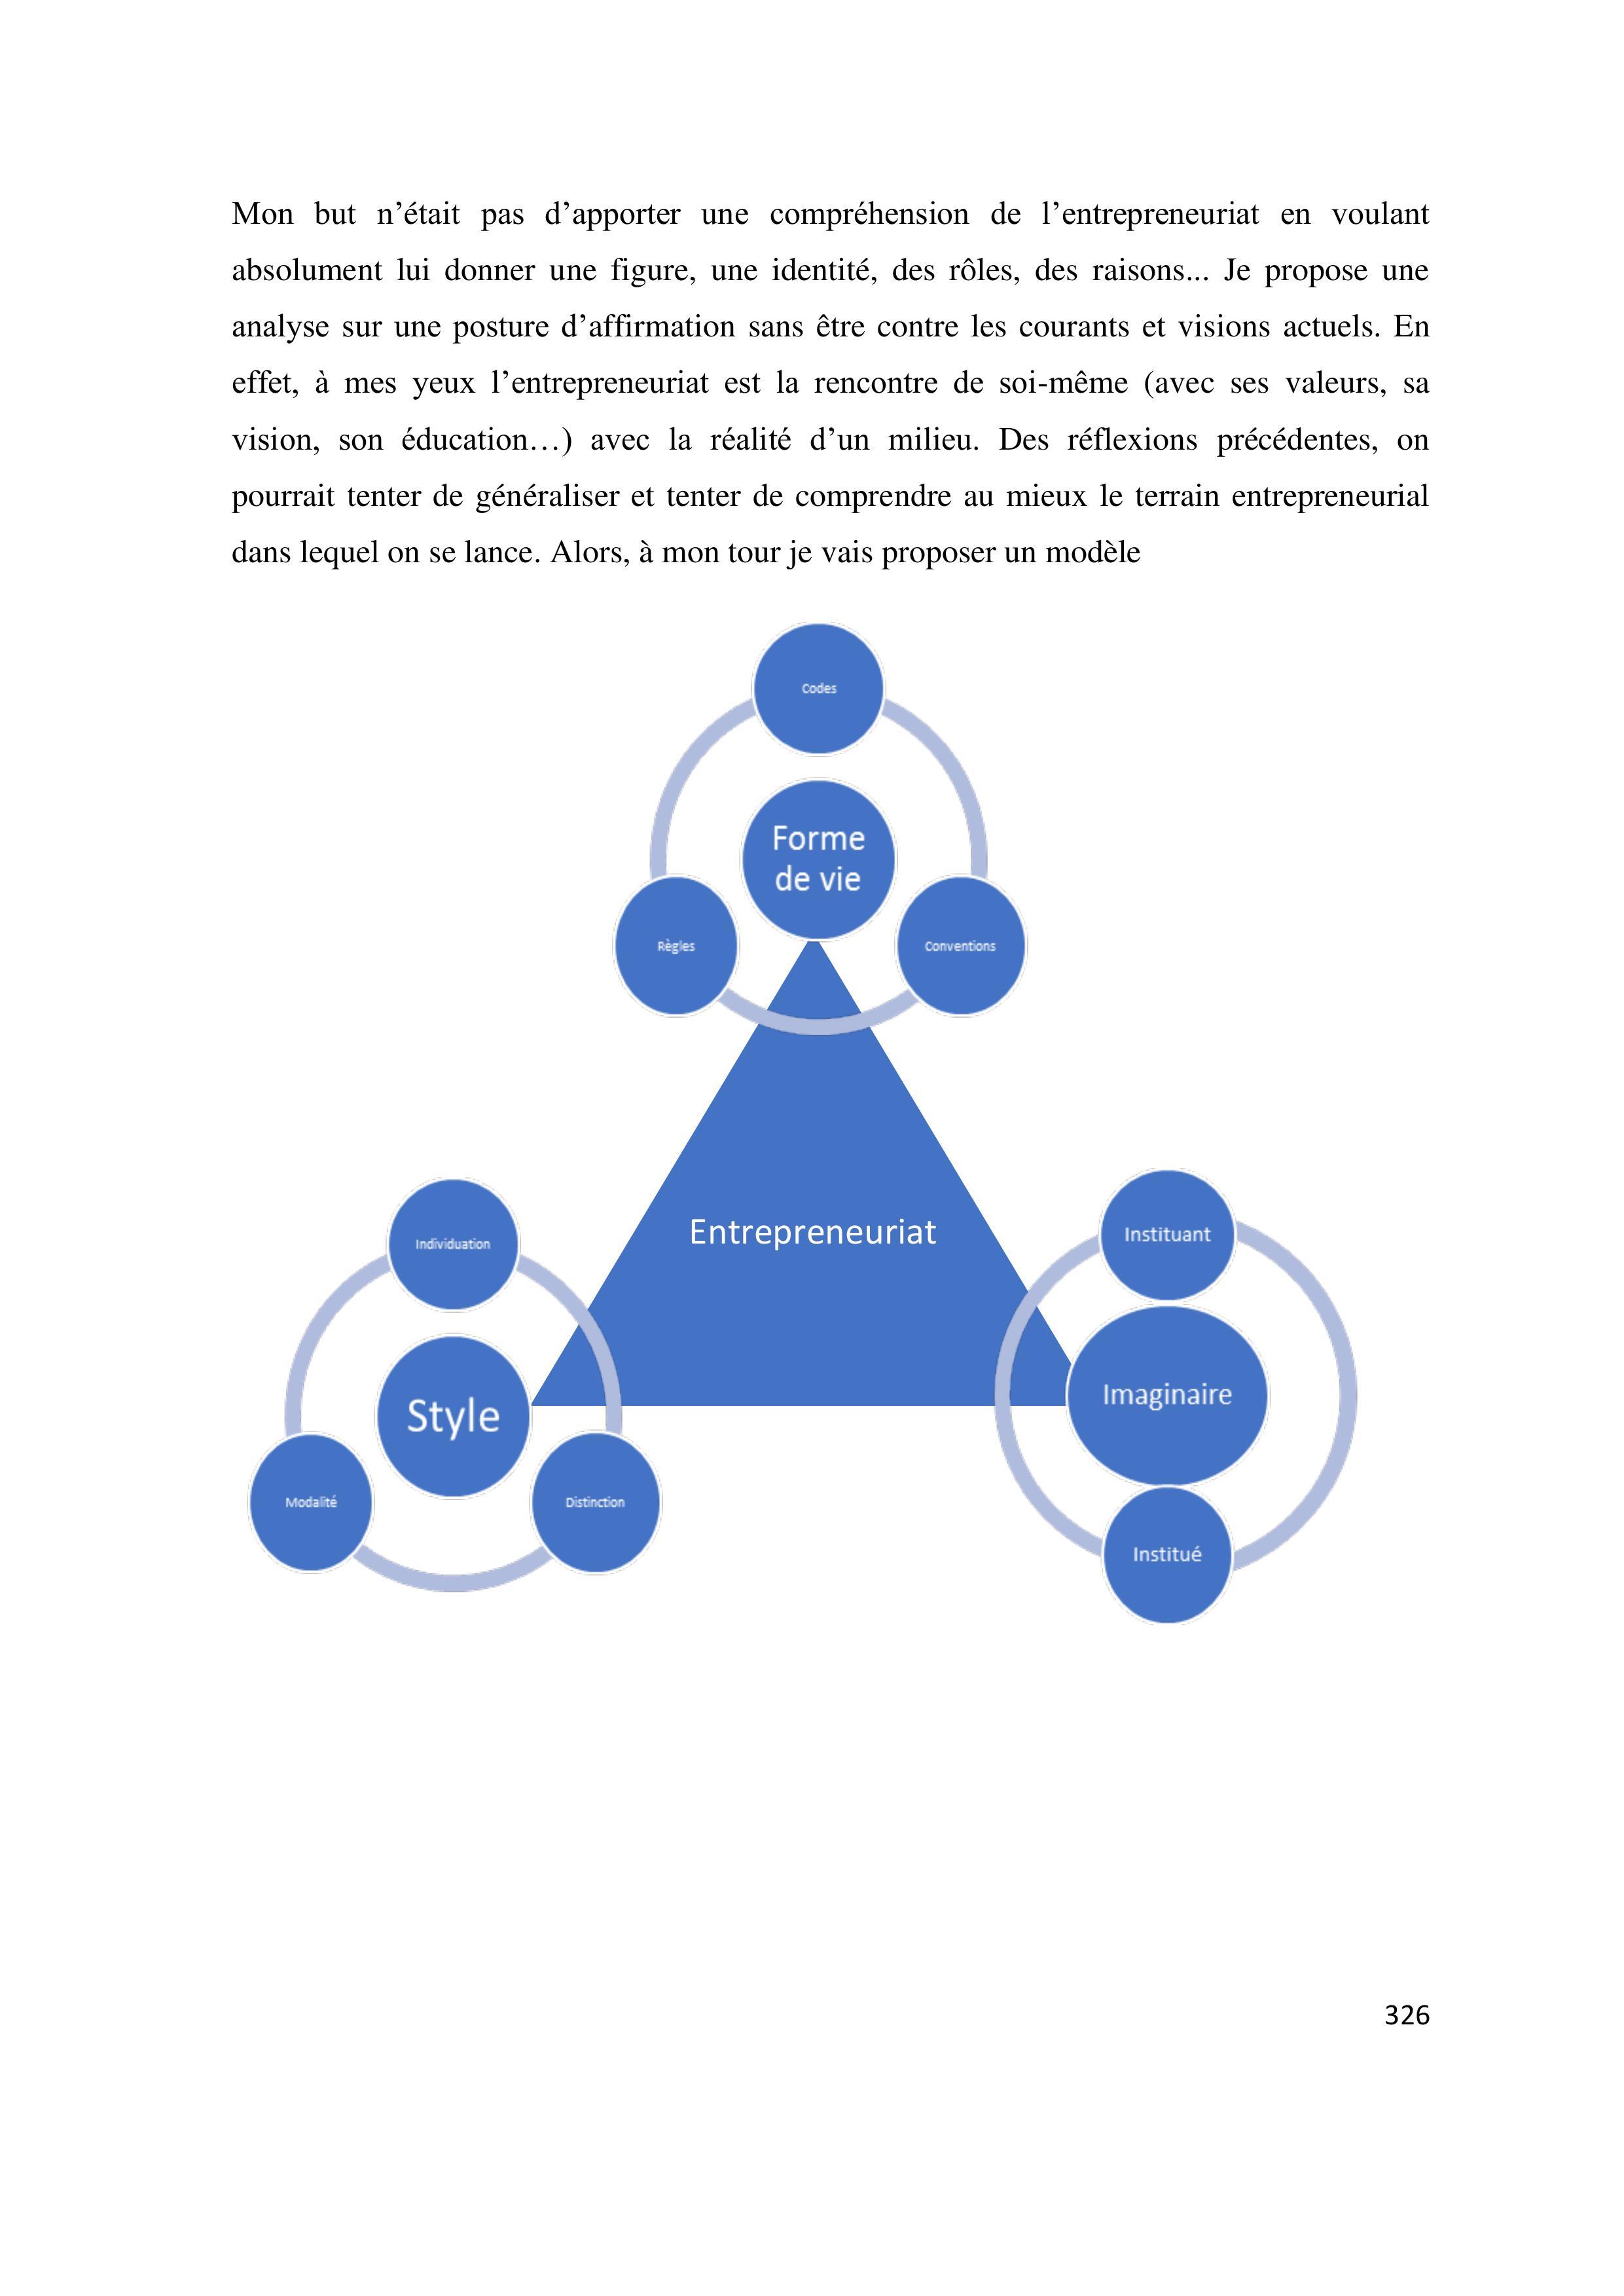 Mon but n’était pas d’apporter une compréhension de l’entrepreneuriat en voulant
absolument lui donner une figure, une identité, des rôles, des raisons... Je propose une
analyse sur une posture d’affirmation sans être contre les courants et visions actuels. En
effet, à mes yeux l’entrepreneuriat est la rencontre de soi-même (avec ses valeurs, sa
vision, son éducation…) avec la réalité d’un milieu. Des réflexions précédentes, on
pourrait tenter de généraliser et tenter de comprendre au mieux le terrain entrepreneurial
dans lequel on se lance. Alors, à mon tour je vais proposer un modèle
Codes
Forme
de vie
Règles
Conventions
Entrepreneuriat
Individuation
Style
Modalité
Distinction
Instituant
Imaginaire
Institué
326